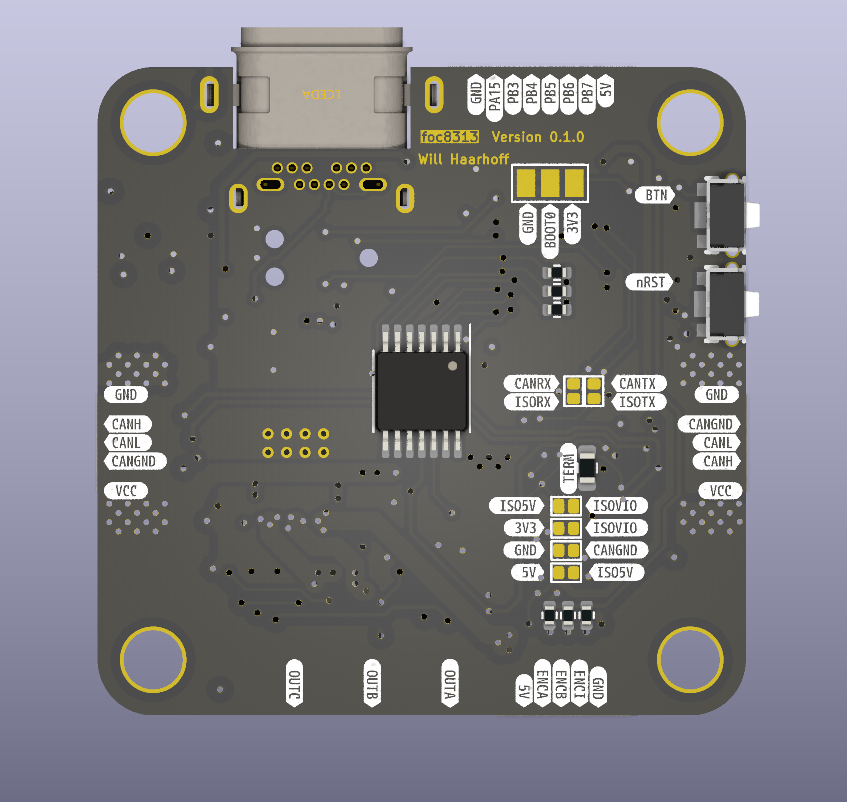 LCEDA
GND
PA15
PB3
PB4
PB5
PB6
PB7
5V
foc8313 Version 0.1.0
Will Haarhoff
BTN
GND
BOOT0
3V3
nRST
CANRX
CANTX
ISORX
ISOTX
GND
CANH
CANL
CANGND
VCC
GND
CANGND
CANL
CANH
VCC
TERM
ISO5V
ISOVIO
3V3
ISOVIO
GND
CANGND
5V
ISO5V
OUTC
OUTB
OUTA
5V
ENCA
ENCB
ENCI
GND